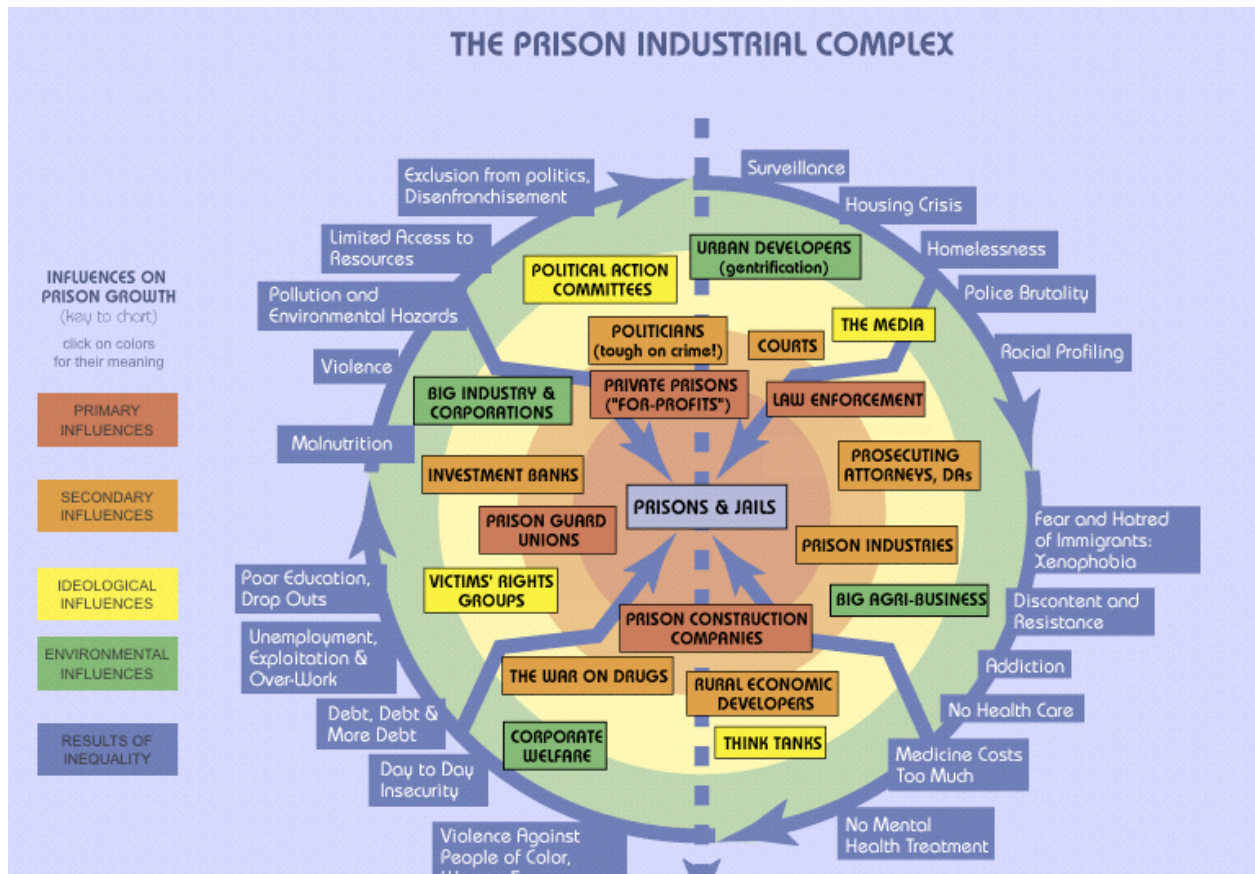 THE PRISON INDUSTRIAL COMPLEX
INFLUENCES ON
PRISON GROWTH
(key to chart)
click on colors
for their meaning
PRIMARY
INFLUENCES
SECONDARY
INFLUENCES
IDEOLOGICAL
INFLUENCES
ENVIRONMENTAL
INFLUENCES
RESULTS OF
INEQUALITY
Surveillance
Housing Crisis
Homelessness
Police Brutality
Racial Profiling
Fear and Hatred
of Immigrants:
Xenophobia
Discontent and
Resistance
Addiction
No Health Care
Medicine Costs
Too Much
No Mental
Health Treatment
Violence Against
People of Color,
Day to Day
Insecurity
Debt, Debt &
More Debt
Unemployment,
Exploitation &
Over-Work
Poor Education,
Drop Outs
Malnutrition
Violence
Pollution and
Environmental Hazards
Limited Access to
Resources
Exclusion from politics,
Disenfranchisement
URBAN DEVELOPERS
(gentrification)
POLITICAL ACTION
COMMITTEES
THE MEDIA
POLITICIANS
(tough on crime!)
COURTS
PRIVATE PRISONS
("FOR-PROFITS")
LAW ENFORCEMENT
BIG INDUSTRY &
CORPORATIONS
PROSECUTING
ATTORNEYS, DAs
INVESTMENT BANKS
PRISONS & JAILS
PRISON GUARD
UNIONS
PRISON INDUSTRIES
VICTIMS' RIGHTS
GROUPS
BIG AGRI-BUSINESS
PRISON CONSTRUCTION
COMPANIES
THE WAR ON DRUGS
RURAL ECONOMIC
DEVELOPERS
CORPORATE
WELFARE
THINK TANKS